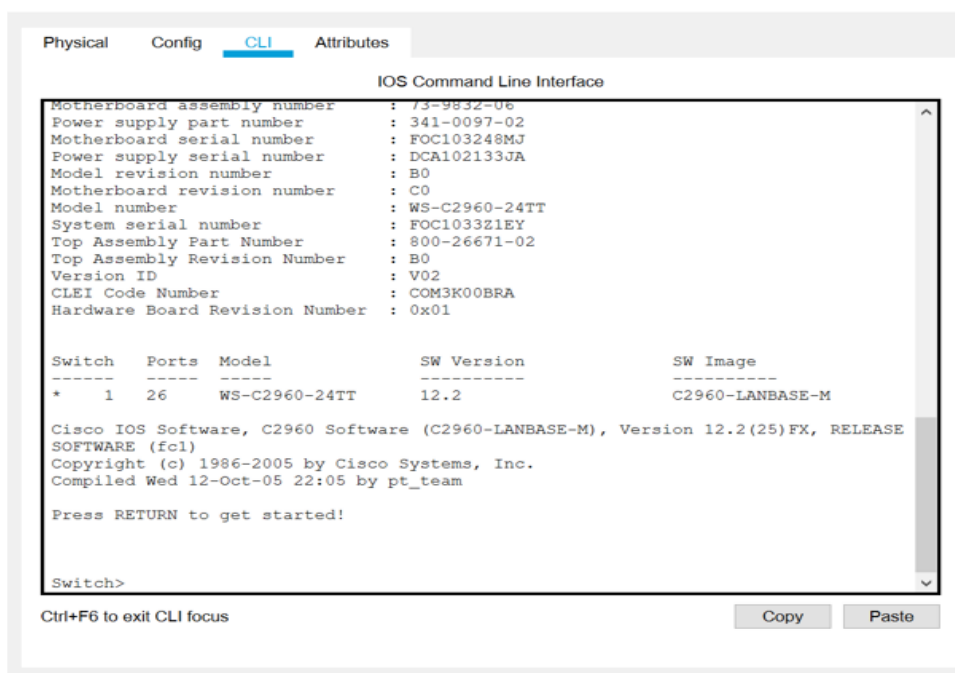 Physical Config CLI Attributes
IOS Command Line Interface
Motherboard assembly number : 73-9832-06
Power supply part number : 341-0097-02
Motherboard serial number : FOC103248MJ
Power supply serial number : DCA102133JA
Model revision number : B0
Motherboard revision number : C0
Model number : WS-C2960-24TT
System serial number : FOC1033Z1EY
Top Assembly Part Number : 800-26671-02
Top Assembly Revision Number : B0
Version ID : V02
CLEI Code Number : COM3K00BRA
Hardware Board Revision Number : 0x01
Switch Ports Model SW Version SW Image
------ ----- ----- ---------- ----------
* 1 26 WS-C2960-24TT 12.2 C2960-LANBASE-M
Cisco IOS Software, C2960 Software (C2960-LANBASE-M), Version 12.2(25)FX, RELEASE
SOFTWARE (fc1)
Copyright (c) 1986-2005 by Cisco Systems, Inc.
Compiled Wed 12-Oct-05 22:05 by pt_team
Press RETURN to get started!
Switch>
Ctrl+F6 to exit CLI focus
Copy Paste